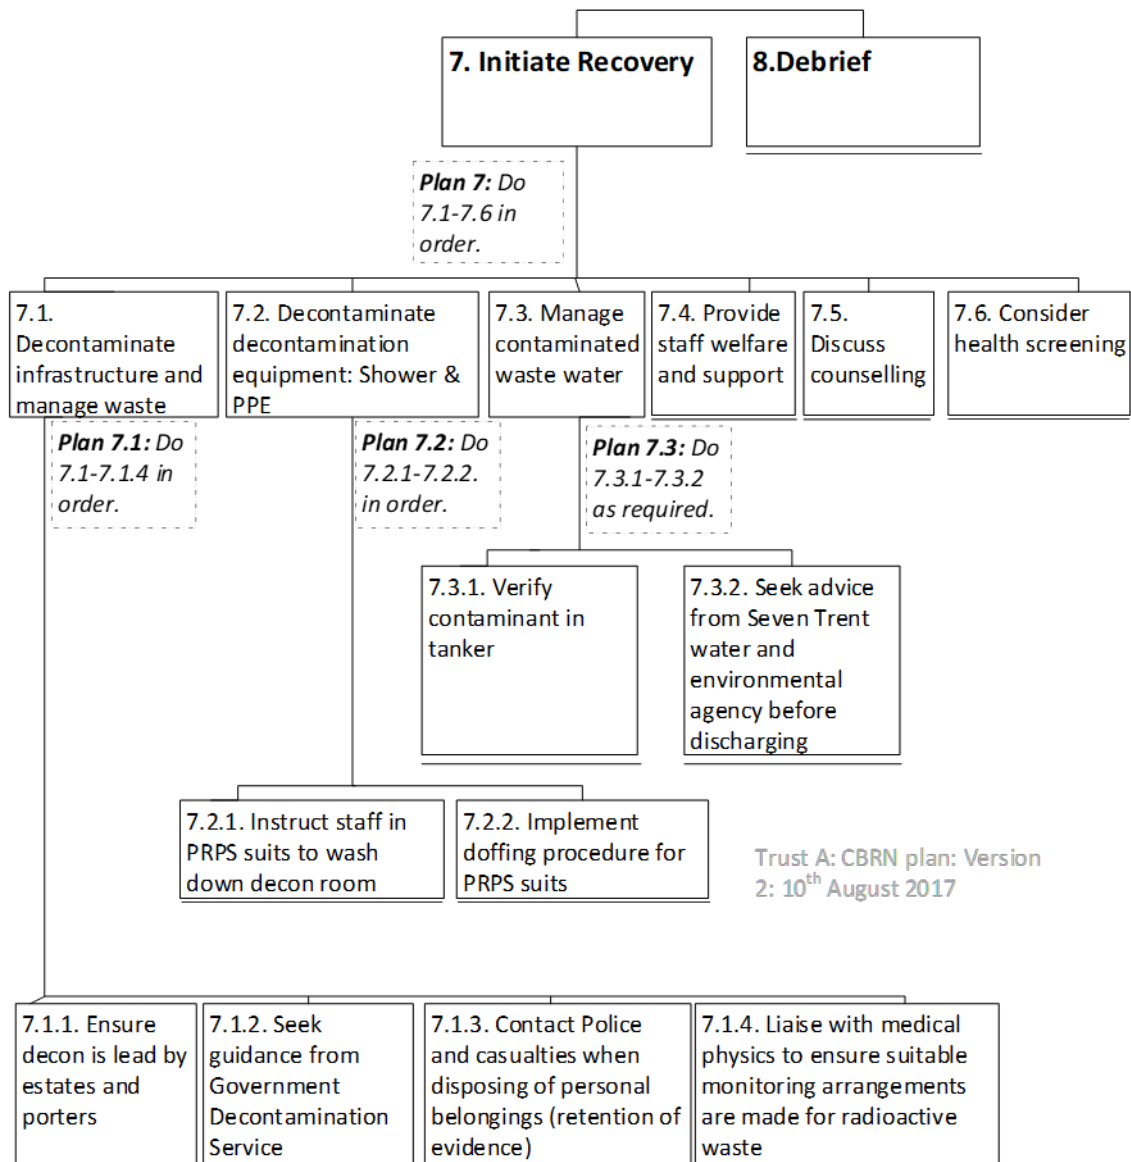 7. Initiate Recovery
8.Debrief
Plan 7: Do
7.1-7.6 in
order.
7.1.
Decontaminate
infrastructure and
manage waste
7.2. Decontaminate
decontamination
equipment: Shower &
PPE
7.3. Manage
contaminated
waste water
7.4. Provide
staff welfare
and support
7.5.
Discuss
counselling
7.6. Consider
health screening
Plan 7.1: Do
7.1-7.1.4 in
order.
Plan 7.2: Do
7.2.1-7.2.2.
in order.
Plan 7.3: Do
7.3.1-7.3.2
as required.
7.3.1. Verify
contaminant in
tanker
7.3.2. Seek advice
from Seven Trent
water and
environmental
agency before
discharging
7.2.1. Instruct staff in
PRPS suits to wash
down decon room
7.2.2. Implement
doffing procedure for
PRPS suits
Trust A: CBRN plan: Version
2: 10th August 2017
7.1.1. Ensure
decon is lead by
estates and
porters
7.1.2. Seek
guidance from
Government
Decontamination
Service
7.1.3. Contact Police
and casualties when
disposing of personal
belongings (retention of
evidence)
7.1.4. Liaise with medical
physics to ensure suitable
monitoring arrangements
are made for radioactive
waste